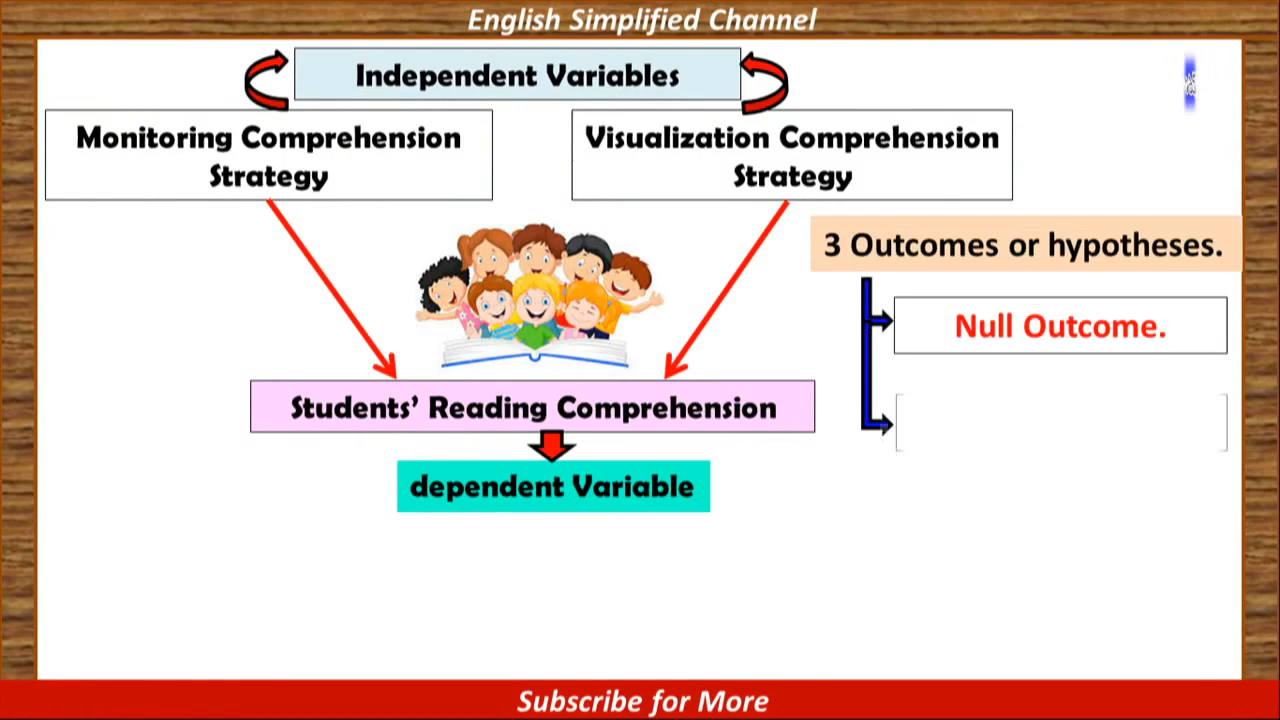 English Simplified Channel
Independent Variables
Monitoring Comprehension
Strategy
Visualization Comprehension
Strategy
3 Outcomes or hypotheses.
Null Outcome.
Students’ Reading Comprehension
dependent Variable
Subscribe for More